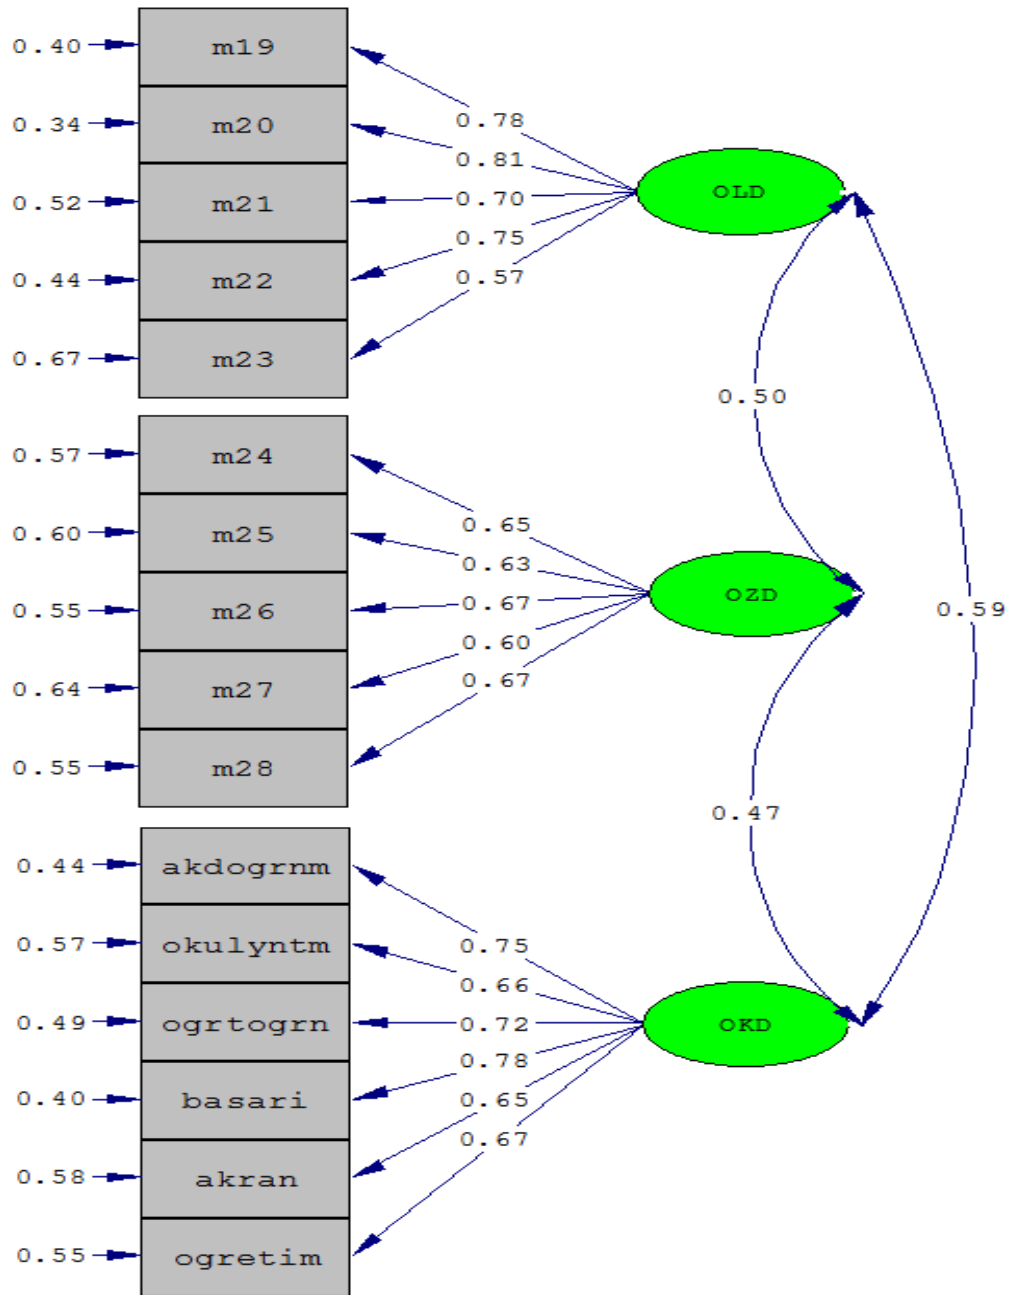 0.40 m19 0.78
0.34 m20 0.81
0.52 m21 0.70 OLD
0.44 m22 0.75
0.67 m23 0.57
0.50
0.57 m24 0.65
0.60 m25 0.63
0.55 m26 0.67 OZD 0.59
0.64 m27 0.60
0.55 m28 0.67
0.47
0.44 akdogrnm 0.75
0.57 okulyntm 0.66
0.49 ogrtogrn 0.72 OKD
0.40 basari 0.78
0.58 akran 0.65
0.55 ogretim 0.67